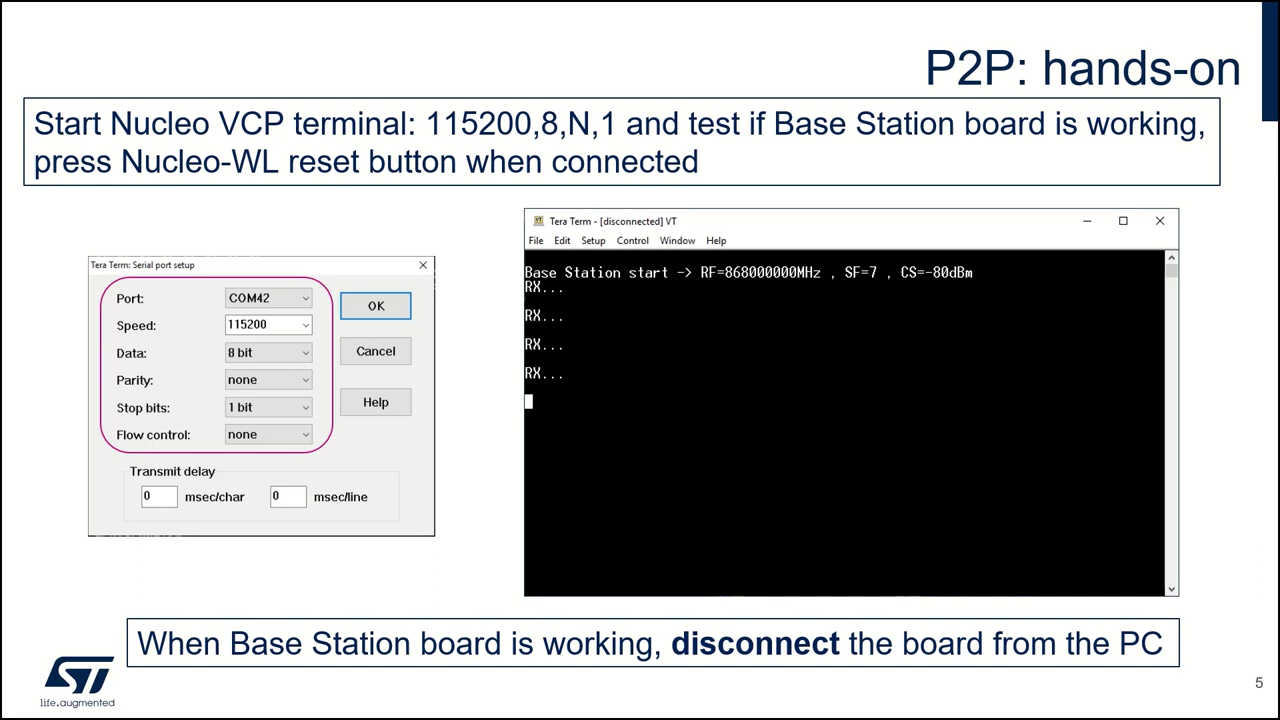 P2P: hands-on
Start Nucleo VCP terminal: 115200,8,N,1 and test if Base Station board is working,
press Nucleo-WL reset button when connected
Tera Term: Serial port setup
Port: COM42
OK
Speed: 115200
Data: 8 bit
Cancel
Parity: none
Stop bits: 1 bit
Help
Flow control: none
Transmit delay
0 msec/char 0 msec/line
Tera Term - [disconnected] VT
File Edit Setup Control Window Help
Base Station start -> RF=868000000MHz , SF=7 , CS=-80dBm
RX...
RX...
RX...
RX...
When Base Station board is working, disconnect the board from the PC
ST
life.augmented
5